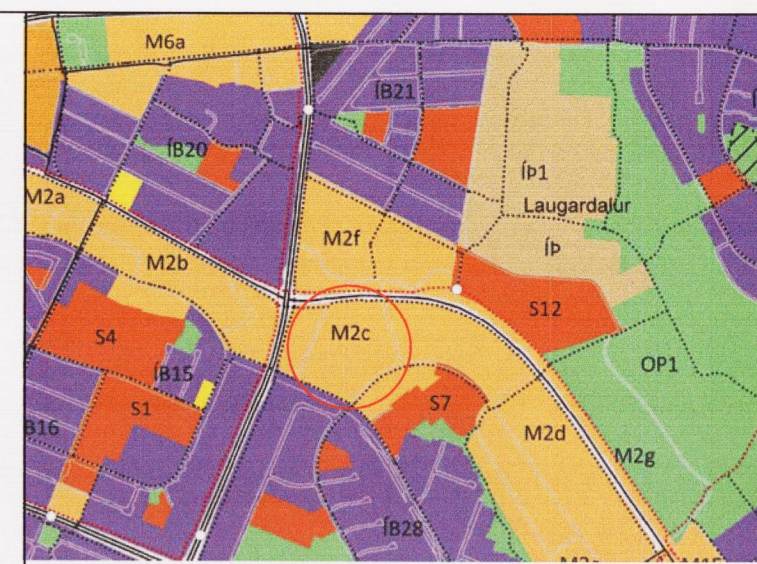 M6a
ÍB21
ÍB20
ÍÞ1
M2a
Laugardalur
M2f
ÍÞ
M2b
S12
M2c
S4
OP1
ÍB15
S7
S1
B16
M2d
M2g
ÍB28